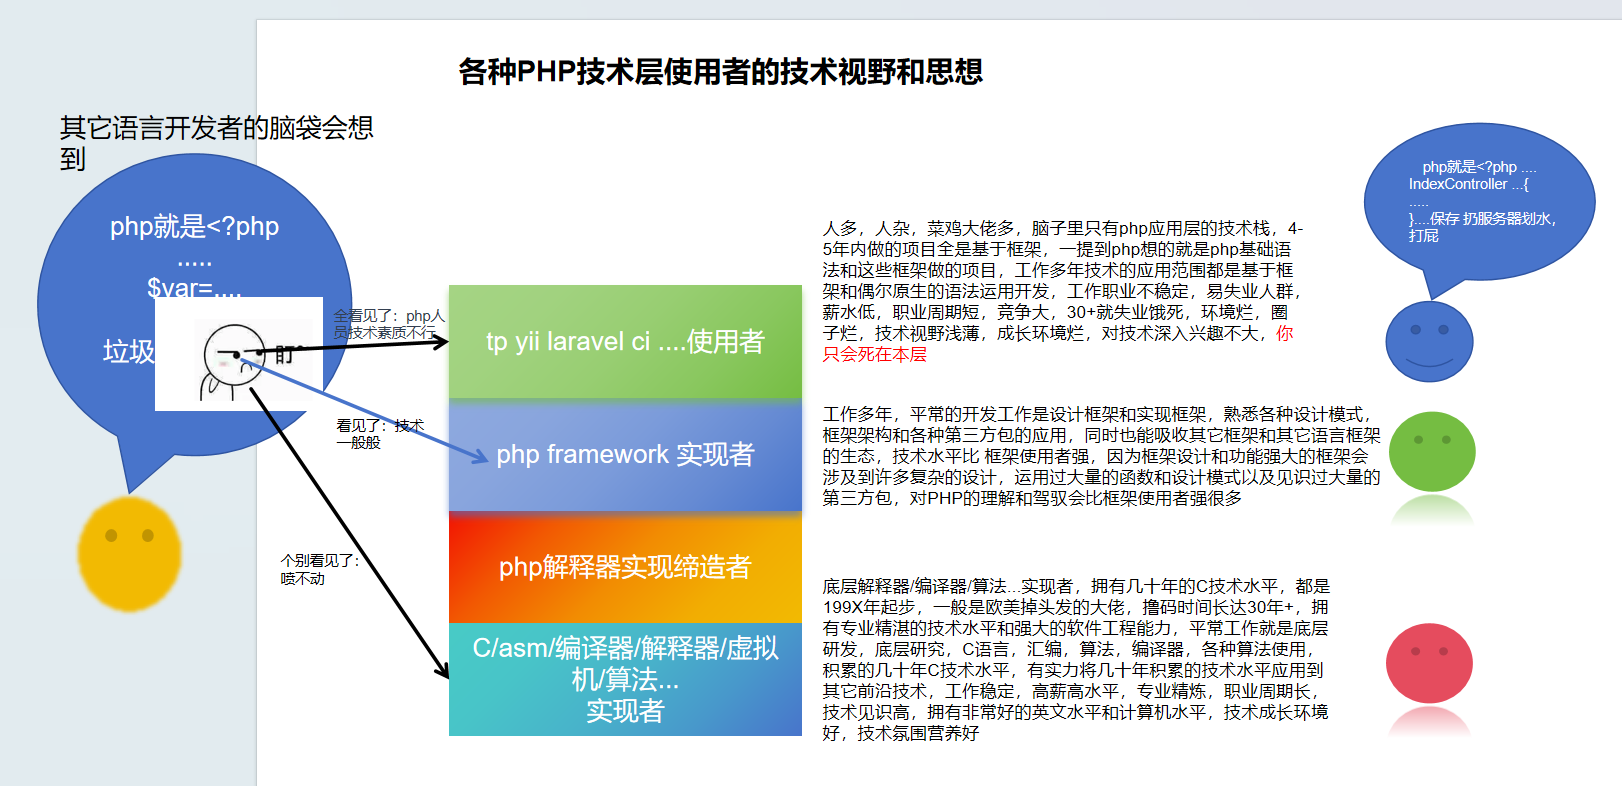 各种PHP技术层使用者的技术视野和思想
其它语言开发者的脑袋会想
到
php就是<?php
.....
$var=....
垃圾
盯~
全看见了：php人
员技术素质不行
看见了：技术
一般般
个别看见了：
喷不动
tp yii laravel ci ....使用者
php framework 实现者
php解释器实现缔造者
C/asm/编译器/解释器/虚拟
机/算法...
实现者
人多，人杂，菜鸡大佬多，脑子里只有php应用层的技术栈，4-
5年内做的项目全是基于框架，一提到php想的就是php基础语
法和这些框架做的项目，工作多年技术的应用范围都是基于框
架和偶尔原生的语法运用开发，工作职业不稳定，易失业人群，
薪水低，职业周期短，竞争大，30+就失业饿死，环境烂，圈
子烂，技术视野浅薄，成长环境烂，对技术深入兴趣不大，你
只会死在本层
工作多年，平常的开发工作是设计框架和实现框架，熟悉各种设计模式，
框架架构和各种第三方包的应用，同时也能吸收其它框架和其它语言框架
的生态，技术水平比 框架使用者强，因为框架设计和功能强大的框架会
涉及到许多复杂的设计，运用过大量的函数和设计模式以及见识过大量的
第三方包，对PHP的理解和驾驭会比框架使用者强很多
底层解释器/编译器/算法...实现者，拥有几十年的C技术水平，都是
199X年起步，一般是欧美掉头发的大佬，撸码时间长达30年+，拥
有专业精湛的技术水平和强大的软件工程能力，平常工作就是底层
研发，底层研究，C语言，汇编，算法，编译器，各种算法使用，
积累的几十年C技术水平，有实力将几十年积累的技术水平应用到
其它前沿技术，工作稳定，高薪高水平，专业精炼，职业周期长，
技术见识高，拥有非常好的英文水平和计算机水平，技术成长环境
好，技术氛围营养好
php就是<?php ....
IndexController ...{
.....
}....保存 扔服务器划水，
打屁